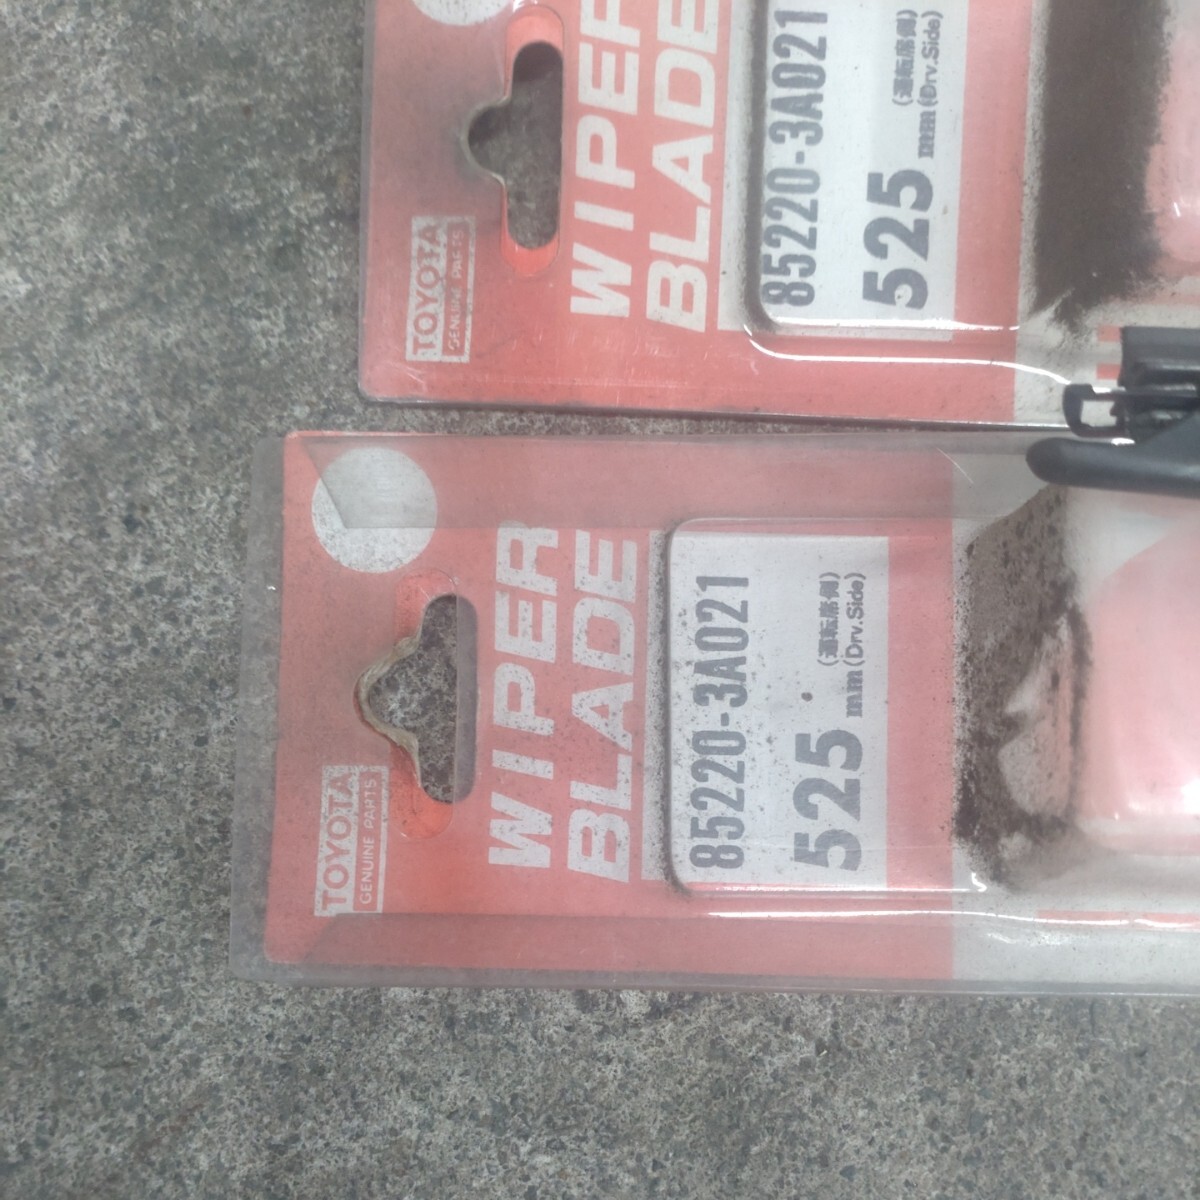 TOYOTA
GENUINE PARTS
WIPER
BLADE
85220-3A021
525 mm (Drv.Side)
(運転席側)
TOYOTA
GENUINE PARTS
WIPER
BLADE
85220-3A021
525 mm (Drv.Side)
(運転席側)